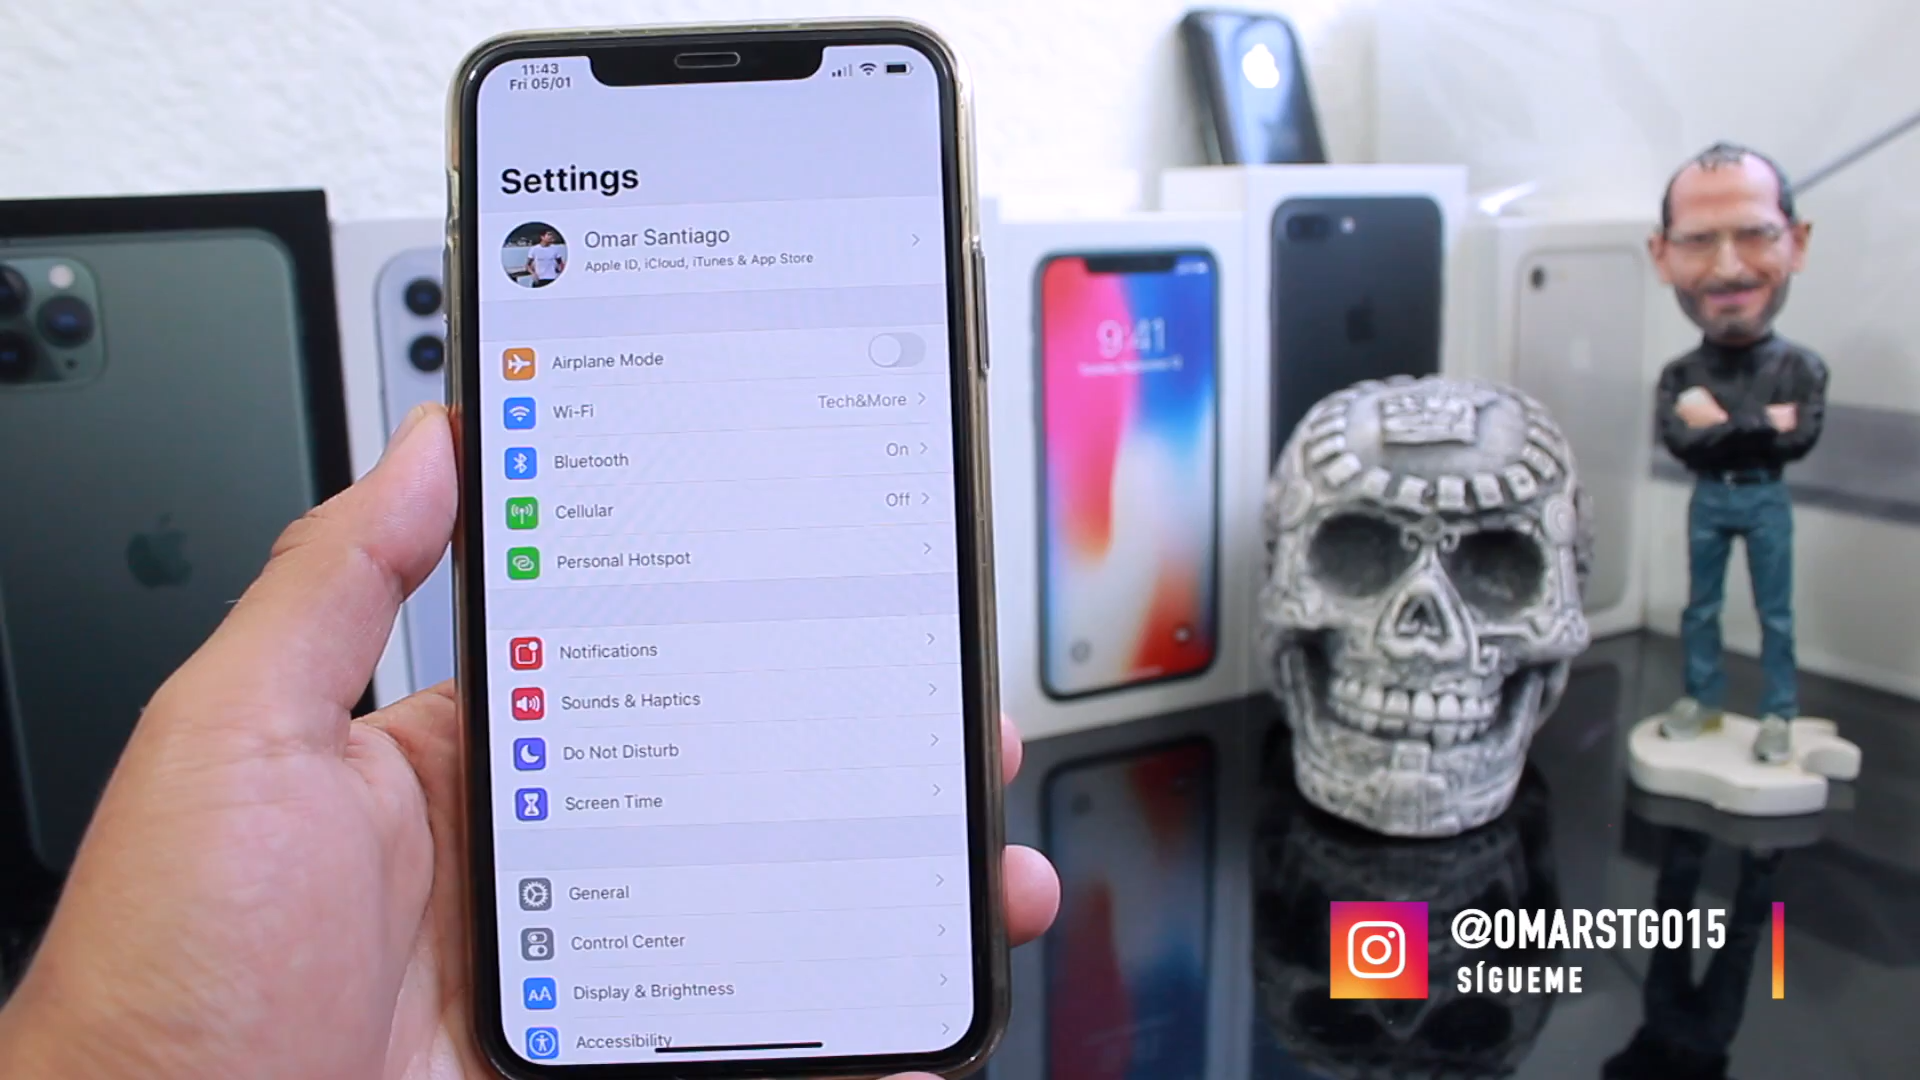 11:43
Fri 05/01
Settings
Omar Santiago
Apple ID, iCloud, iTunes & App Store
Airplane Mode
Wi-Fi
Tech&More
Bluetooth
On
Cellular
Off
Personal Hotspot
Notifications
Sounds & Haptics
Do Not Disturb
Screen Time
General
Control Center
AA
Display & Brightness
Accessibility
9:41
@OMARSTGO15
SÍGUEME